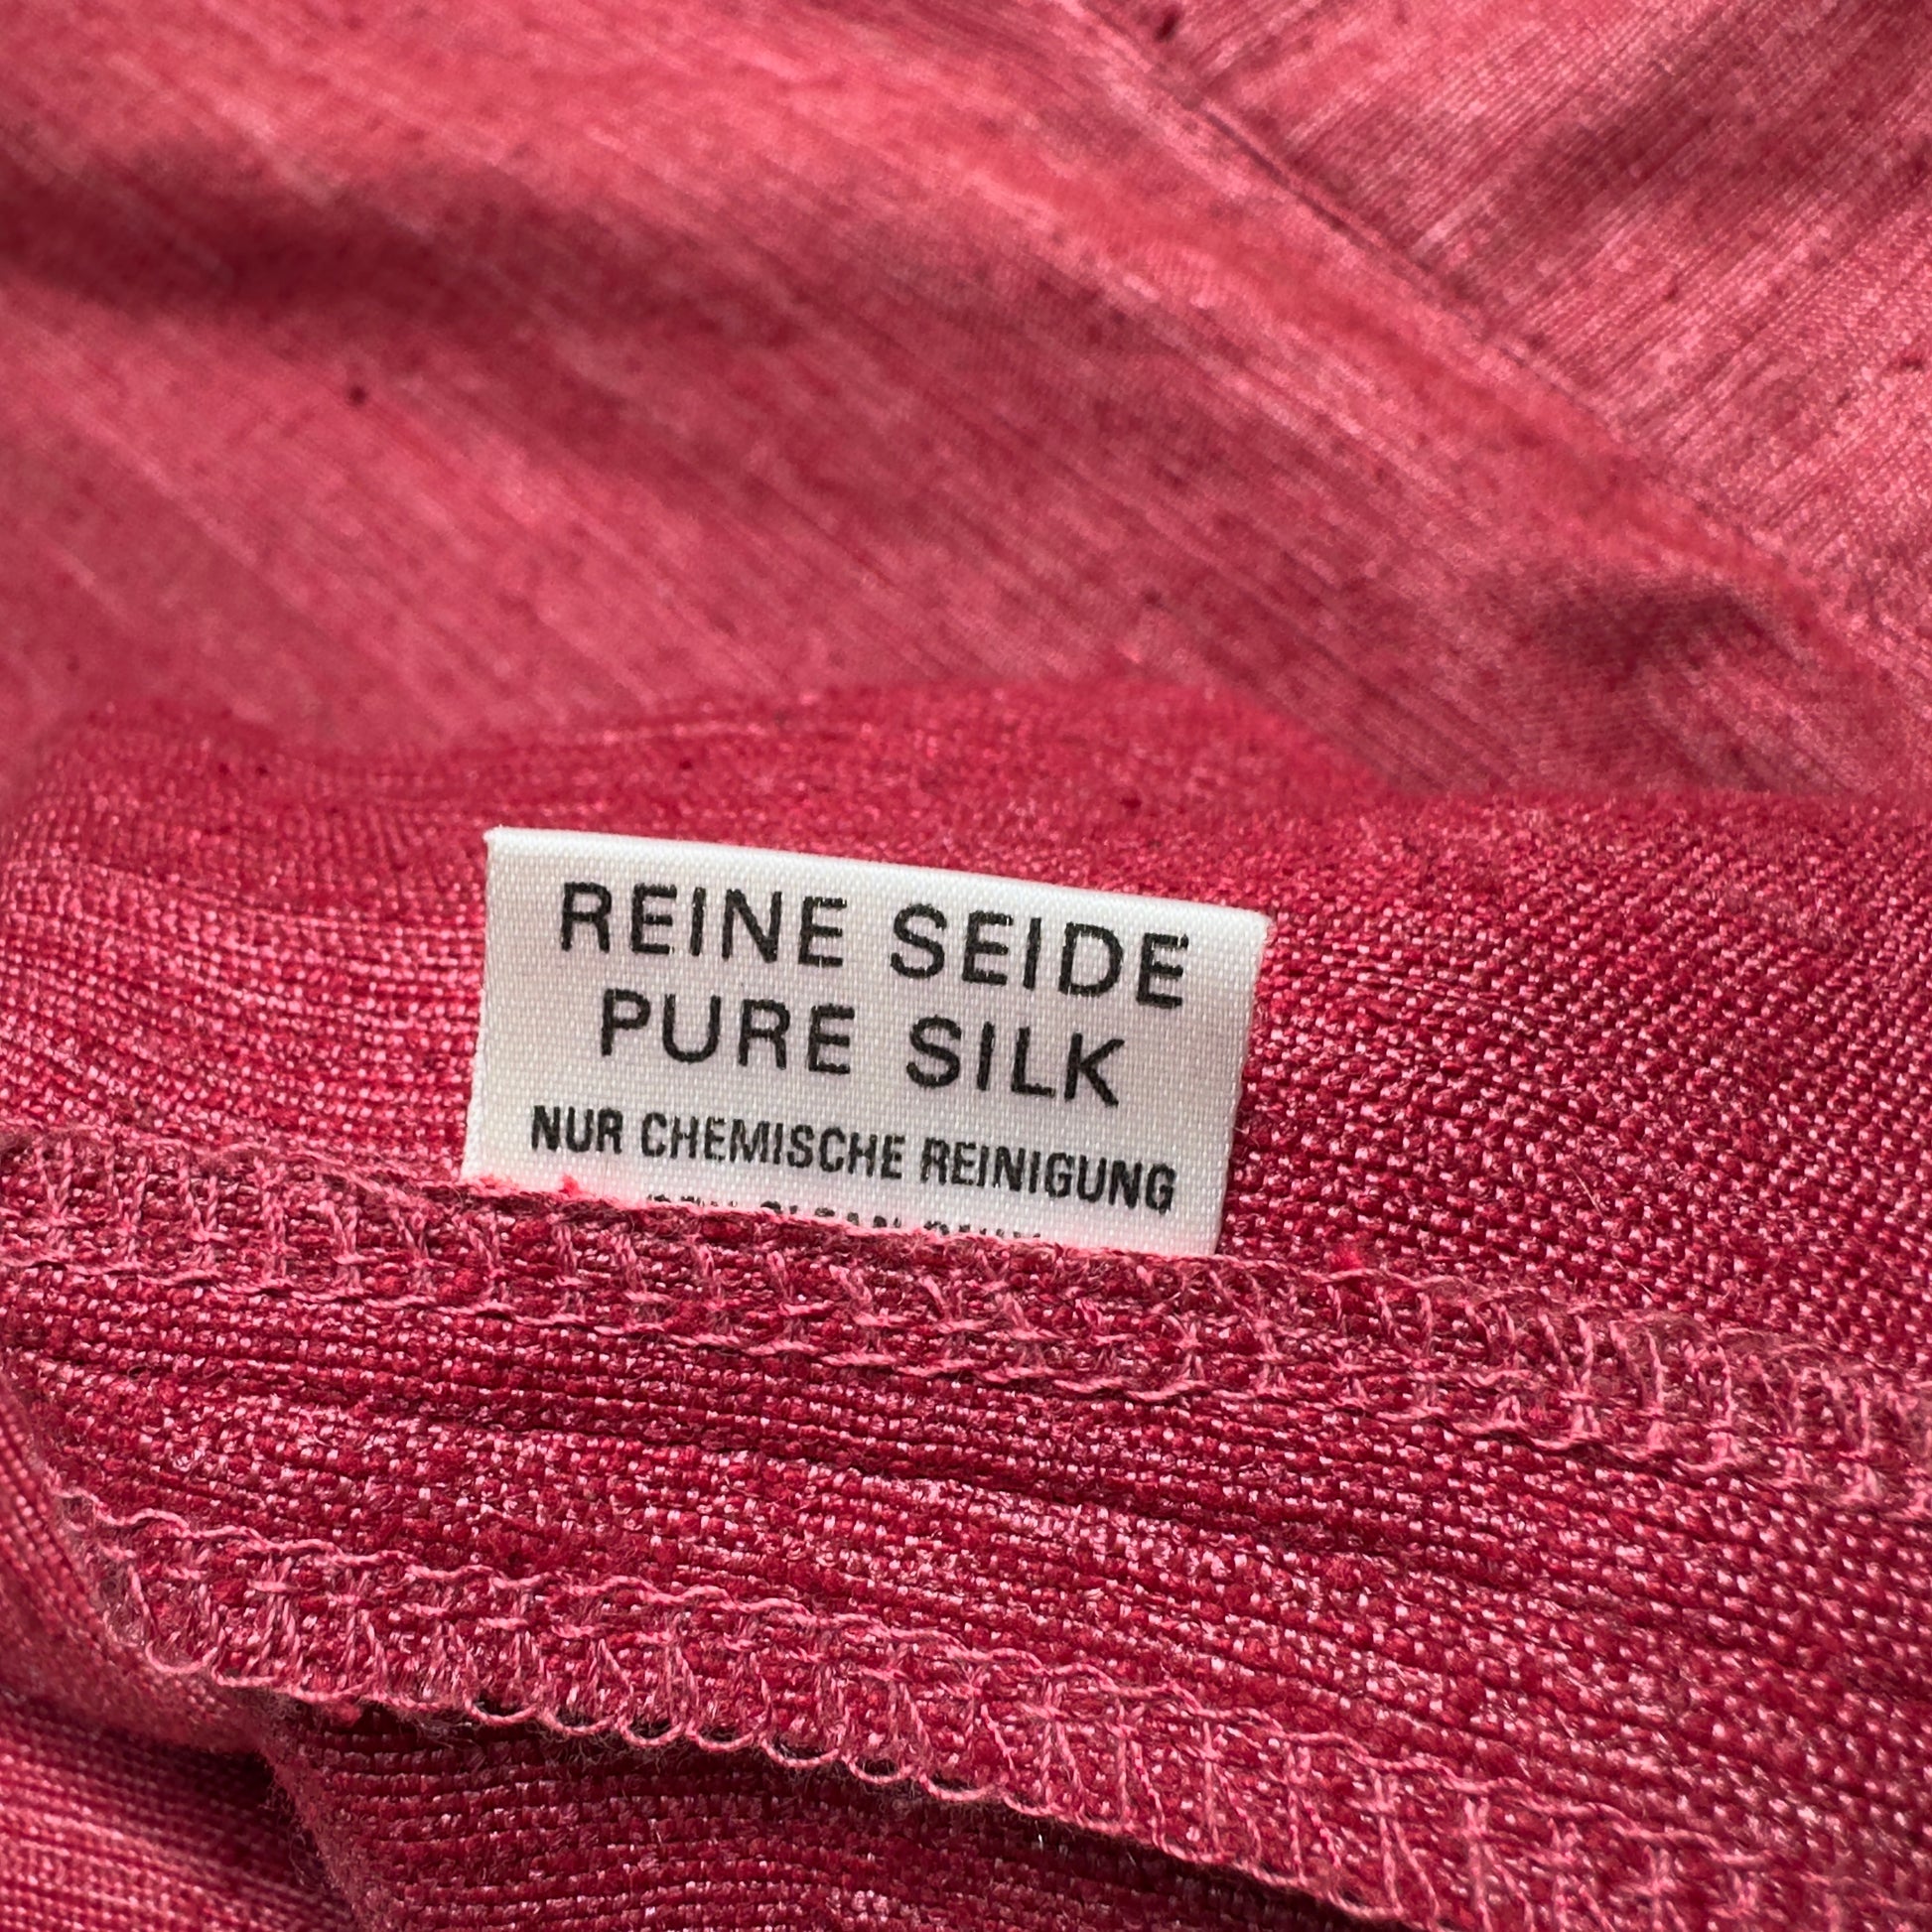 REINE SEIDE
PURE SILK
NUR CHEMISCHE REINIGUNG